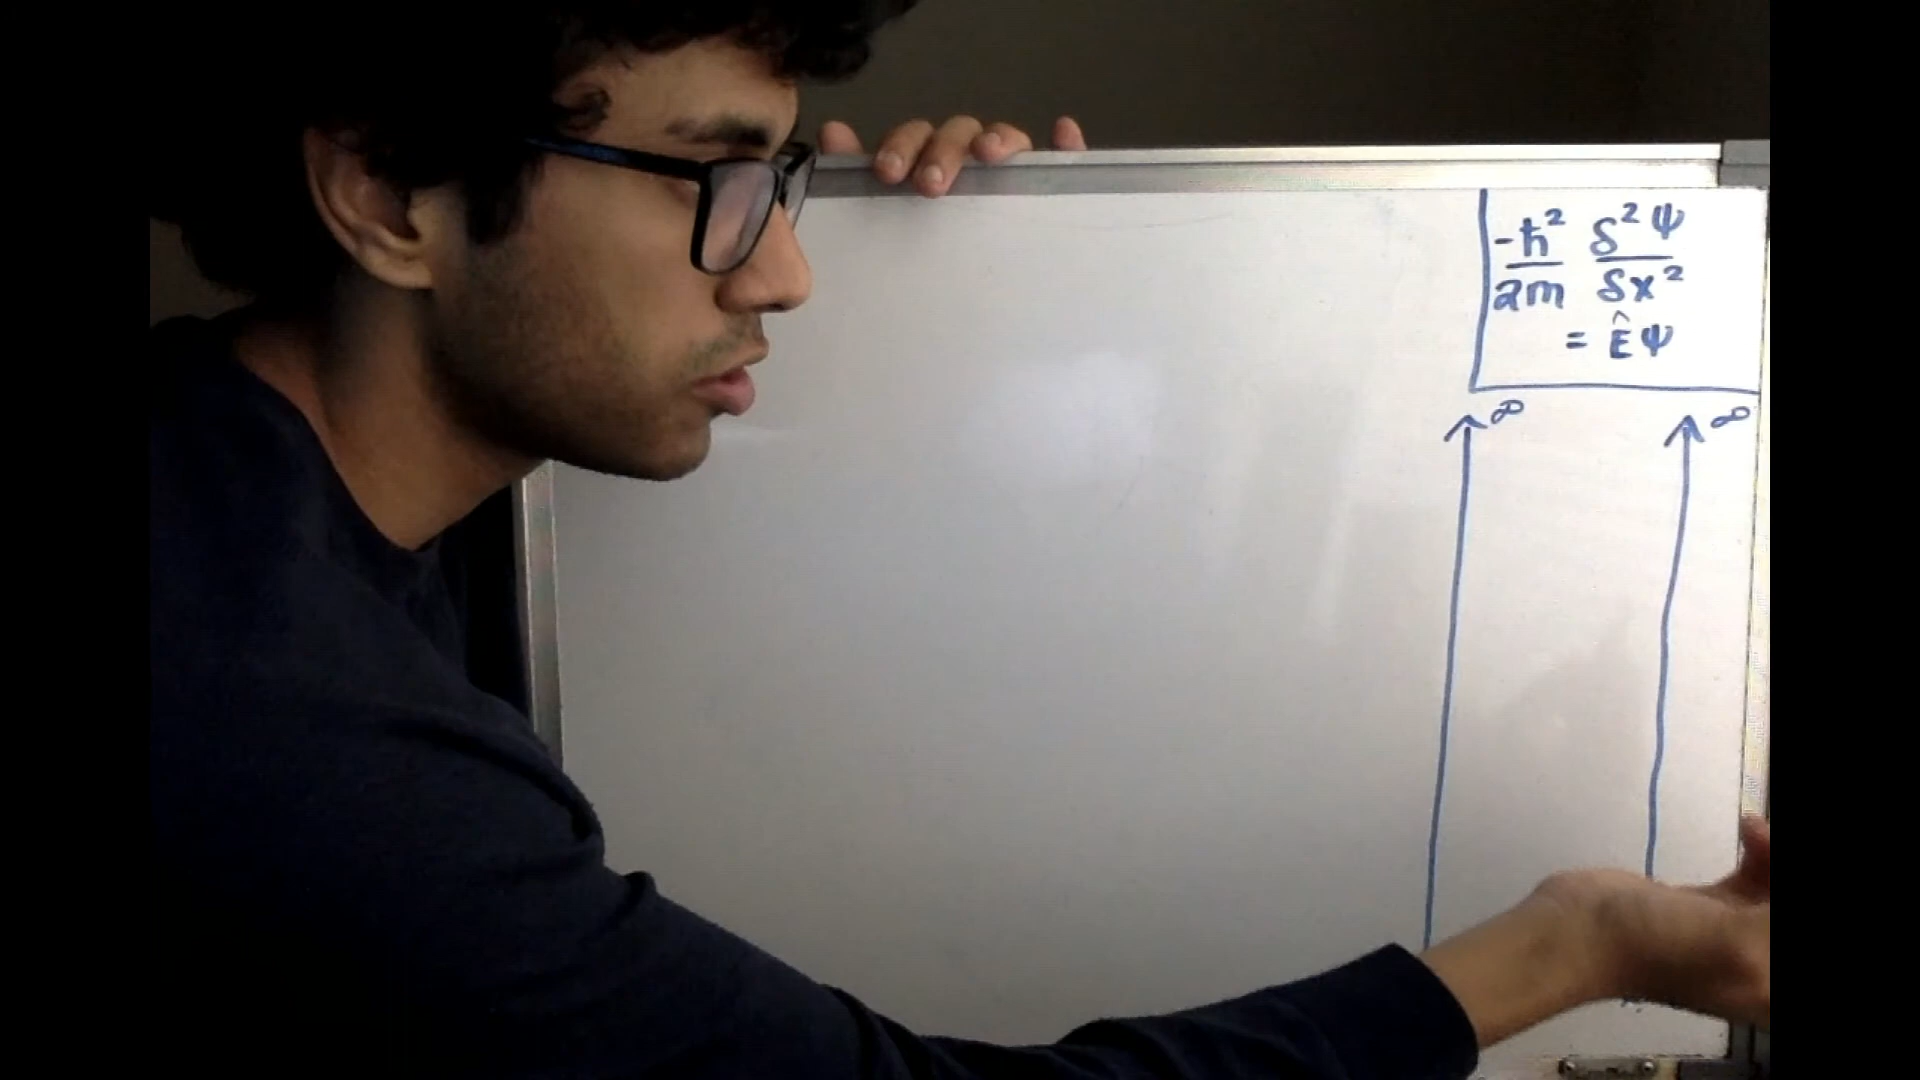 -ħ² δ²ψ
2m δx²
= Êψ
∞ ∞